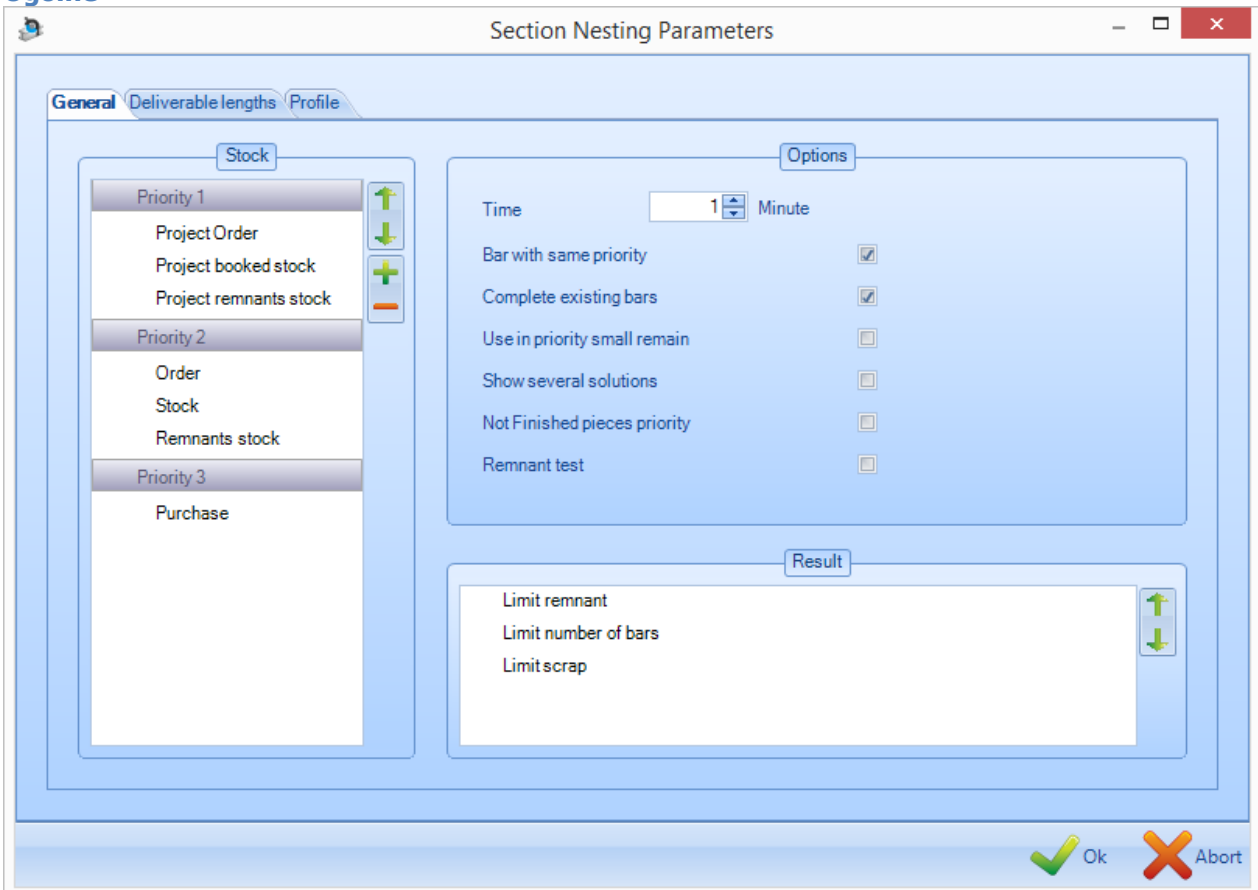 Section Nesting Parameters
General Deliverable lengths Profile
Stock
Priority 1
Project Order
Project booked stock
Project remnants stock
Priority 2
Order
Stock
Remnants stock
Priority 3
Purchase
Options
Time 1 Minute
Bar with same priority
Complete existing bars
Use in priority small remain
Show several solutions
Not Finished pieces priority
Remnant test
Result
Limit remnant
Limit number of bars
Limit scrap
Ok Abort